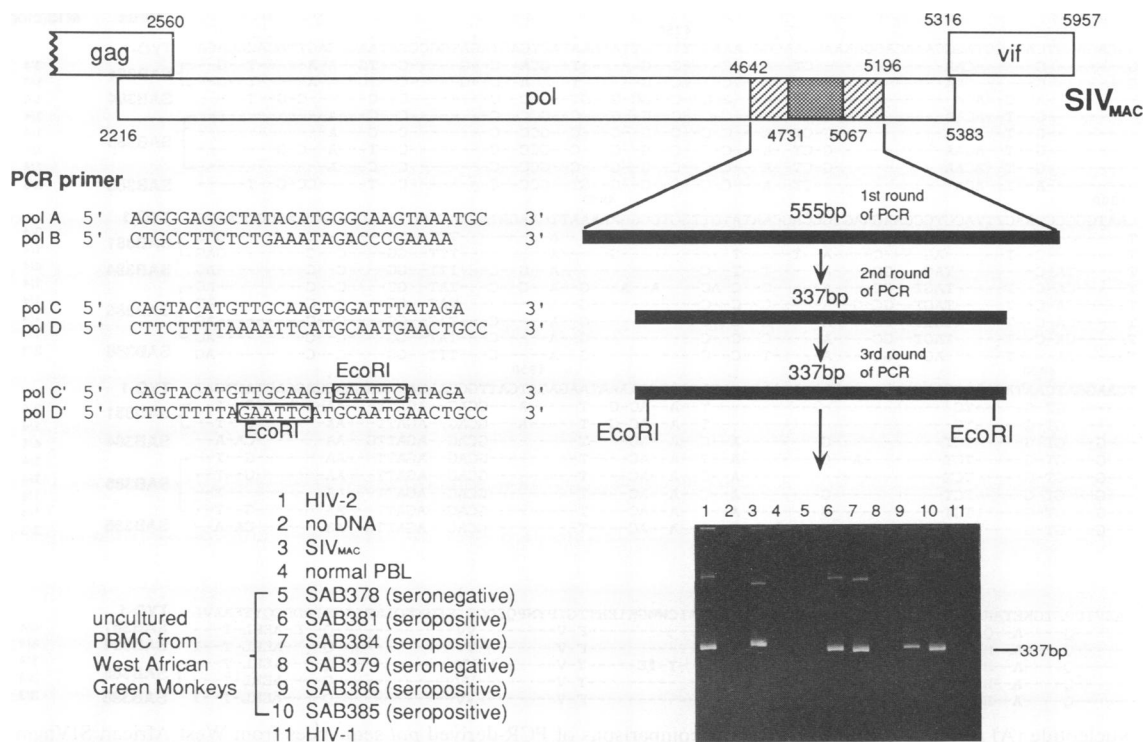 2560
5316
5957
gag
vif
4642
5196
pol
SIVMAC
2216
4731
5067
5383
PCR primer
pol A 5' AGGGGAGGCTATACATGGGCAAGTAAATGC 3'
pol B 5' CTGCCTTCTCTGAAATAGACCCGAAAA 3'
555bp
1st round of PCR
2nd round of PCR
337bp
pol C 5' CAGTACATGTTGCAAGTGGATTTATAGA 3'
pol D 5' CTTCTTTTAAAATTCATGCAATGAACTGCC 3'
337bp
3rd round of PCR
EcoRI
pol C' 5' CAGTACATGTTGCAAGTGAATTCATAGA 3'
pol D' 5' CTTCTTTTAGAATTCATGCAATGAACTGCC 3'
EcoRI
EcoRI
EcoRI
1 HIV-2
2 no DNA
3 SIVMAC
4 normal PBL
uncultured PBMC from West African Green Monkeys
5 SAB378 (seronegative)
6 SAB381 (seropositive)
7 SAB384 (seropositive)
8 SAB379 (seronegative)
9 SAB386 (seropositive)
10 SAB385 (seropositive)
11 HIV-1
1 2 3 4 5 6 7 8 9 10 11
337bp